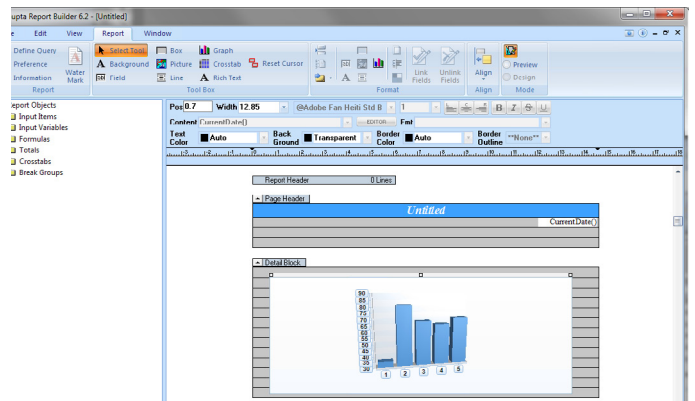 upta Report Builder 6.2 - [Untitled]
e Edit View Report Window
Define Query
Preference
Information
Water Mark
Report
Select Tool Box Graph
A Background Picture Crosstab Reset Cursor
Field Line A Rich Text
Tool Box
A
Link Fields
Unlink Fields
Format
Align
Align
Preview
Design
Mode
eport Objects
Input Items
Input Variables
Formulas
Totals
Crosstabs
Break Groups
Pos 0.7 Width 12.85 @Adobe Fan Heiti Std B 1 B I S U
Content CurrentDate() EDITOR Fmt
Text Color Auto Back Ground Transparent Border Color Auto Border Outline **None**
Report Header 0 Lines
Page Header
Untitled
CurrentDate()
Detail Block
90
85
80
75
70
65
60
55
50
45
40
35
30
1 2 3 4 5